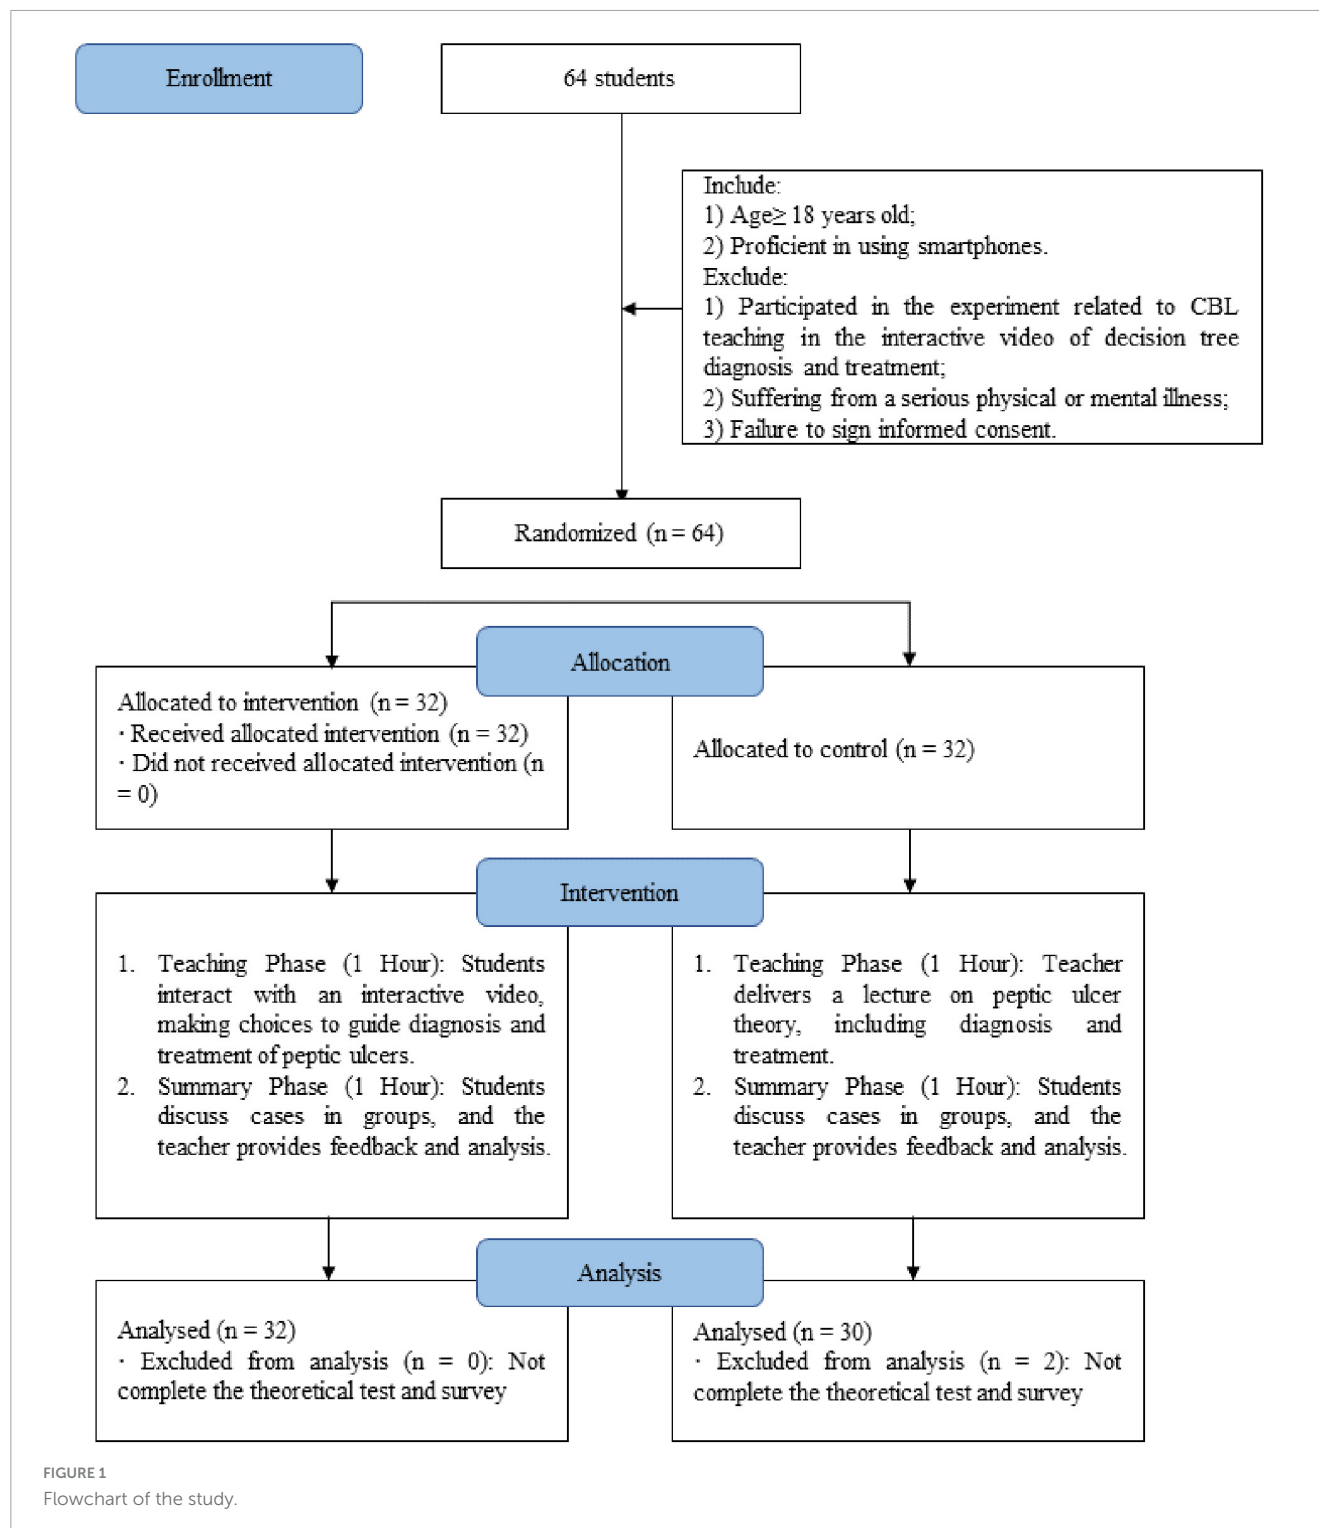 Enrollment
64 students
Include:
1) Age≥ 18 years old;
2) Proficient in using smartphones.
Exclude:
1) Participated in the experiment related to CBL
teaching in the interactive video of decision tree
diagnosis and treatment;
2) Suffering from a serious physical or mental illness;
3) Failure to sign informed consent.
Randomized (n = 64)
Allocation
Allocated to intervention (n = 32)
· Received allocated intervention (n = 32)
· Did not received allocated intervention (n
= 0)
Allocated to control (n = 32)
Intervention
1. Teaching Phase (1 Hour): Students
interact with an interactive video,
making choices to guide diagnosis and
treatment of peptic ulcers.
2. Summary Phase (1 Hour): Students
discuss cases in groups, and the
teacher provides feedback and analysis.
1. Teaching Phase (1 Hour): Teacher
delivers a lecture on peptic ulcer
theory, including diagnosis and
treatment.
2. Summary Phase (1 Hour): Students
discuss cases in groups, and the
teacher provides feedback and analysis.
Analysis
Analysed (n = 32)
· Excluded from analysis (n = 0): Not
complete the theoretical test and survey
Analysed (n = 30)
· Excluded from analysis (n = 2): Not
complete the theoretical test and survey
FIGURE 1
Flowchart of the study.